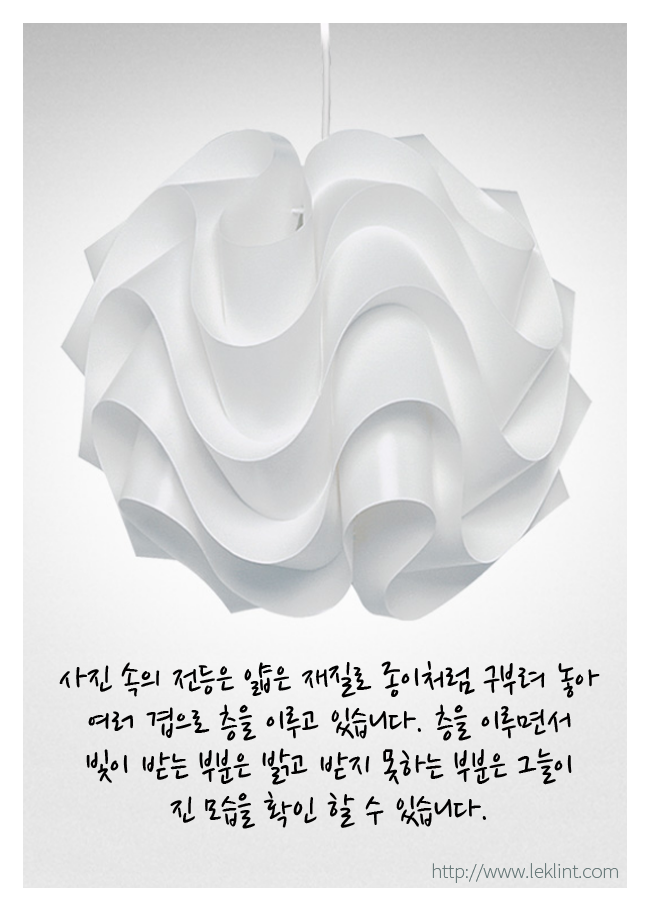 사진 속의 전등은 얇은 재질로 종이처럼 구부려 놓아
여러 겹으로 층을 이루고 있습니다. 층을 이루면서
빛이 받는 부분은 밝고 받지 못하는 부분은 그늘이
진 모습을 확인 할 수 있습니다.
http://www.leklint.com